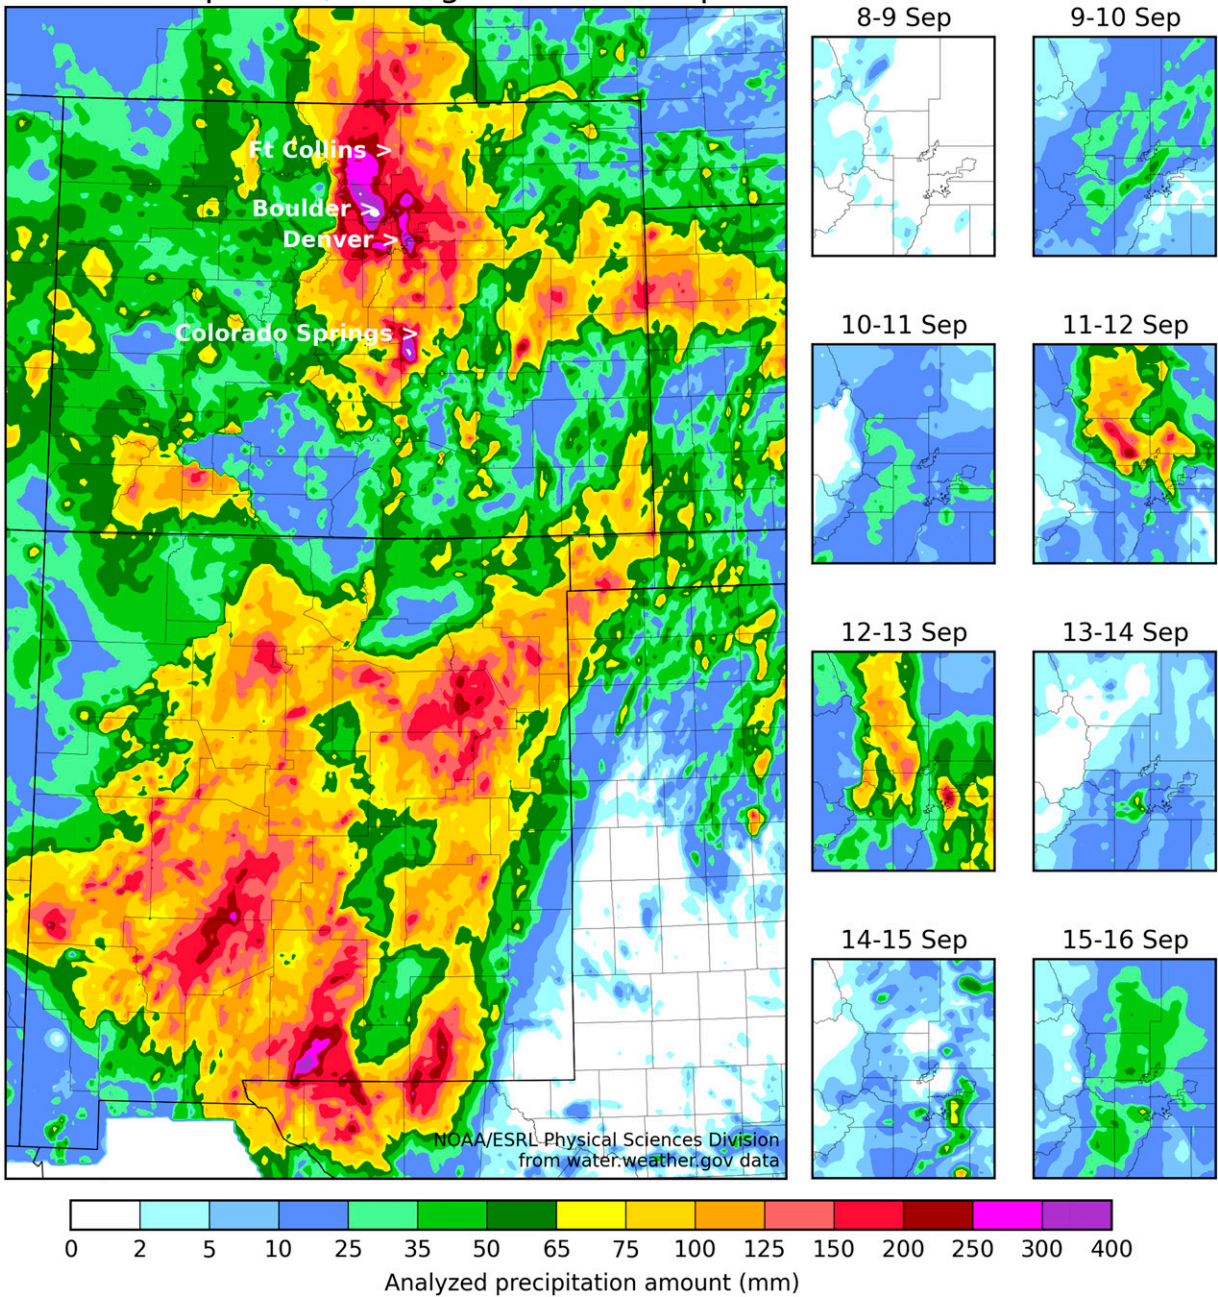 8-9 Sep
9-10 Sep
Ft Collins >
Boulder >
Denver >
Colorado Springs >
10-11 Sep
11-12 Sep
12-13 Sep
13-14 Sep
14-15 Sep
15-16 Sep
NOAA/ESRL Physical Sciences Division
from water.weather.gov data
0 2 5 10 25 35 50 65 75 100 125 150 200 250 300 400
Analyzed precipitation amount (mm)